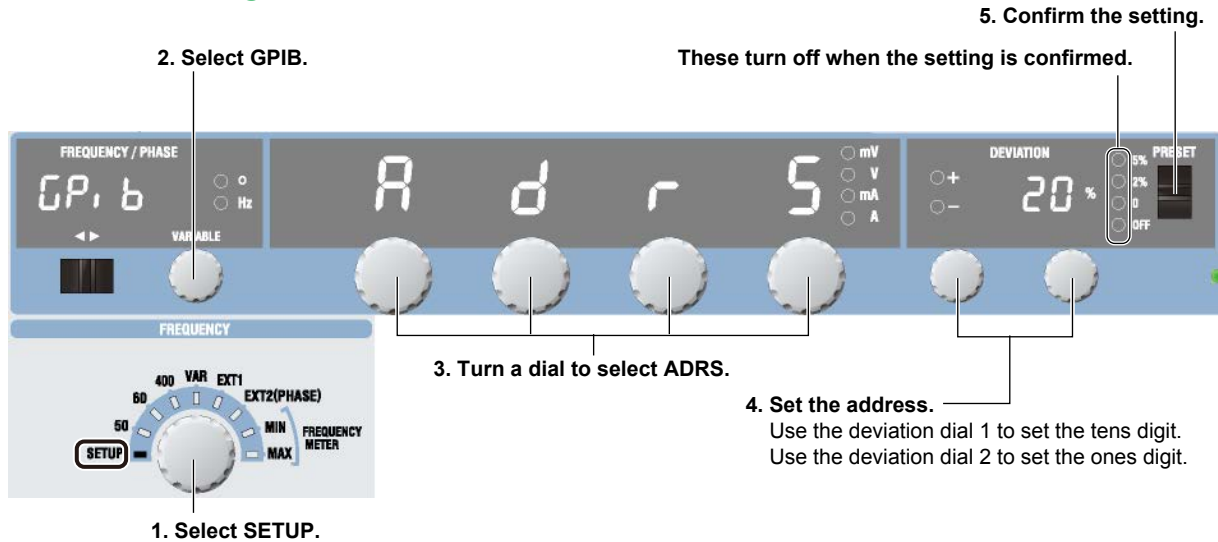 5. Confirm the setting.
2. Select GPIB.
These turn off when the setting is confirmed.
FREQUENCY / PHASE
GPib
°
Hz
◄ ►
VARIABLE
A d r S
mV
V
mA
A
DEVIATION
+
−
20 %
5%
2%
0
OFF
PRESET
FREQUENCY
SETUP
50
60
400
VAR
EXT1
EXT2(PHASE)
MIN
MAX
FREQUENCY
METER
3. Turn a dial to select ADRS.
4. Set the address.
Use the deviation dial 1 to set the tens digit.
Use the deviation dial 2 to set the ones digit.
1. Select SETUP.